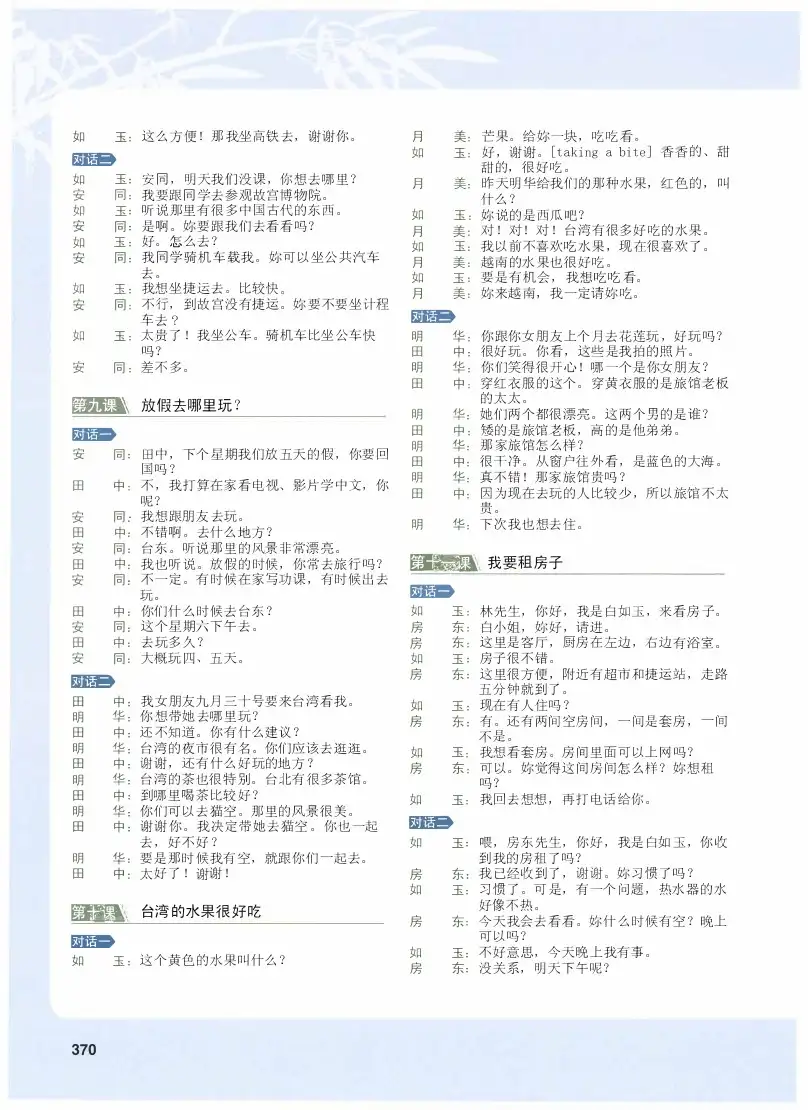 如 玉：这么方便！那我坐高铁去，谢谢你。
对话二
如 玉：安同，明天我们没课，你想去哪里？
安 同：我要跟同学去参观故宫博物院。
如 玉：听说那里有很多中国古代的东西。
安 同：是啊。妳要跟我们去看看吗？
如 玉：好。怎么去？
安 同：我同学骑机车载我。妳可以坐公共汽车
去。
如 玉：我想坐捷运去。比较快。
安 同：不行，到故宫没有捷运。妳要不要坐计程
车去？
如 玉：太贵了！我坐公车。骑机车比坐公车快
吗？
安 同：差不多。
第九课 放假去哪里玩？
对话一
安 同：田中，下个星期我们放五天的假，你要回
国吗？
田 中：不，我打算在家看电视、影片学中文，你
呢？
安 同：我想跟朋友去玩。
田 中：不错啊。去什么地方？
安 同：台东。听说那里的风景非常漂亮。
田 中：我也听说。放假的时候，你常去旅行吗？
安 同：不一定。有时候在家写功课，有时候出去
玩。
田 中：你们什么时候去台东？
安 同：这个星期六下午去。
田 中：去玩多久？
安 同：大概玩四、五天。
对话二
田 中：我女朋友九月三十号要来台湾看我。
明 华：你想带她去哪里玩？
田 中：还不知道。你有什么建议？
明 华：台湾的夜市很有名。你们应该去逛逛。
田 中：谢谢，还有什么好玩的地方？
明 华：台湾的茶也很特别。台北有很多茶馆。
田 中：到哪里喝茶比较好？
明 华：你们可以去猫空。那里的风景很美。
田 中：谢谢你。我决定带她去猫空。你也一起
去，好不好？
明 华：要是那时候我有空，就跟你们一起去。
田 中：太好了！谢谢！
第十课 台湾的水果很好吃
对话一
如 玉：这个黄色的水果叫什么？
月 美：芒果。给妳一块，吃吃看。
如 玉：好，谢谢。[taking a bite] 香香的、甜
甜的，很好吃。
月 美：昨天明华给我们的那种水果，红色的，叫
什么？
如 玉：妳说的是西瓜吧？
月 美：对！对！对！台湾有很多好吃的水果。
如 玉：我以前不喜欢吃水果，现在很喜欢了。
月 美：越南的水果也很好吃。
如 玉：要是有机会，我想吃吃看。
月 美：妳来越南，我一定请妳吃。
对话二
明 华：你跟你女朋友上个月去花莲玩，好玩吗？
田 中：很好玩。你看，这些是我拍的照片。
明 华：你们笑得很开心！哪一个是你女朋友？
田 中：穿红衣服的这个。穿黄衣服的是旅馆老板
的太太。
明 华：她们两个都很漂亮。这两个男的是谁？
田 中：矮的是旅馆老板，高的是他弟弟。
明 华：那家旅馆怎么样？
田 中：很干净。从窗户往外看，是蓝色的大海。
明 华：真不错！那家旅馆贵吗？
田 中：因为现在去玩的人比较少，所以旅馆不太
贵。
明 华：下次我也想去住。
第十一课 我要租房子
对话一
如 玉：林先生，你好，我是白如玉，来看房子。
房 东：白小姐，妳好，请进。
房 东：这里是客厅，厨房在左边，右边有浴室。
如 玉：房子很不错。
房 东：这里很方便，附近有超市和捷运站，走路
五分钟就到了。
如 玉：现在有人住吗？
房 东：有。还有两间空房间，一间是套房，一间
不是。
如 玉：我想看套房。房间里面可以上网吗？
房 东：可以。妳觉得这间房间怎么样？妳想租
吗？
如 玉：我回去想想，再打电话给你。
对话二
如 玉：喂，房东先生，你好，我是白如玉，你收
到我的房租了吗？
房 东：我已经收到了，谢谢。妳习惯了吗？
如 玉：习惯了。可是，有一个问题，热水器的水
好像不热。
房 东：今天我会去看看。妳什么时候有空？晚上
可以吗？
如 玉：不好意思，今天晚上我有事。
房 东：没关系，明天下午呢？
370